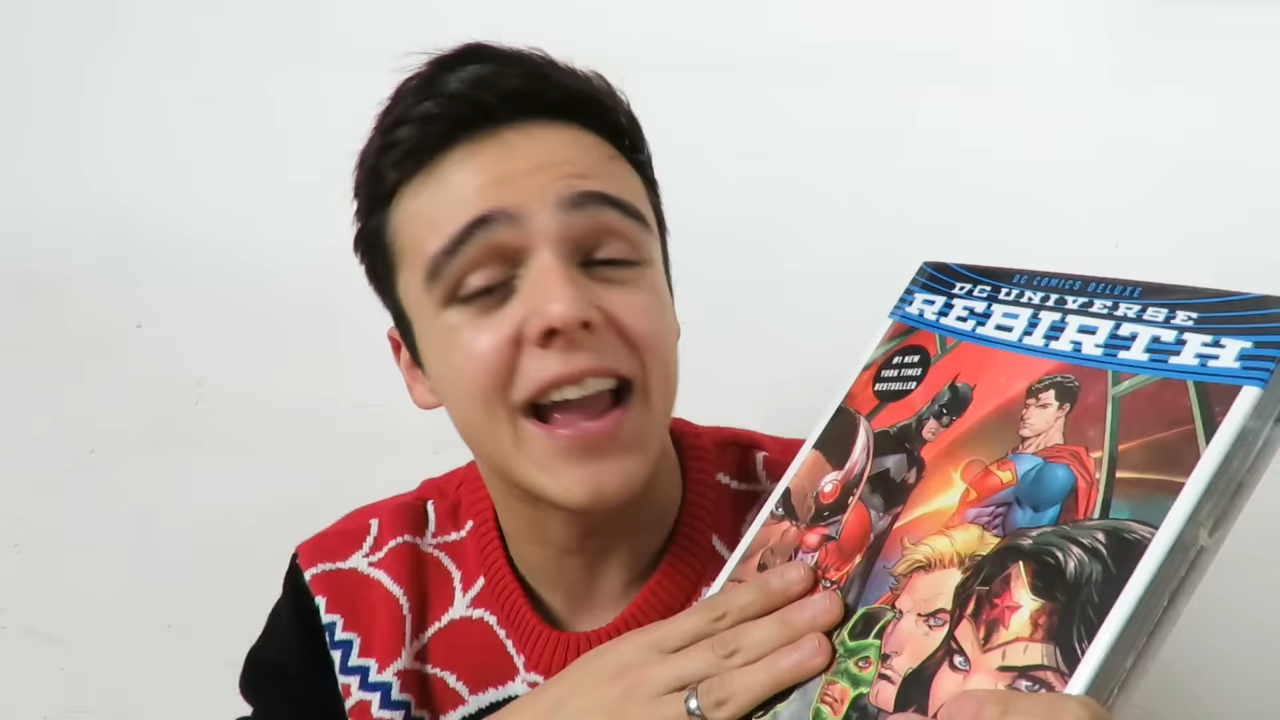 DC COMICS DELUXE
DC UNIVERSE
REBIRTH
#1 NEW
YORK TIMES
BESTSELLER